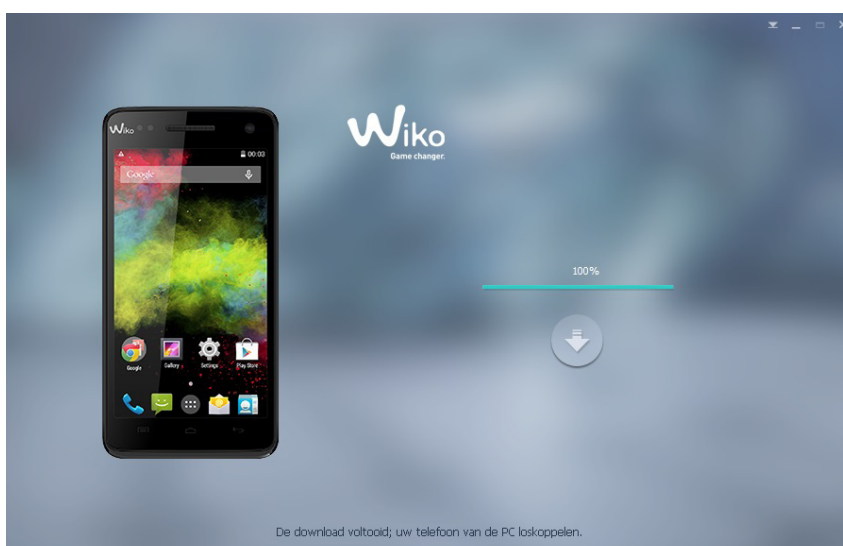 Wiko
Game changer.
Wiko
00:03
Google
100%
Google
Gallery
Settings
Play Store
De download voltooid; uw telefoon van de PC loskoppelen.